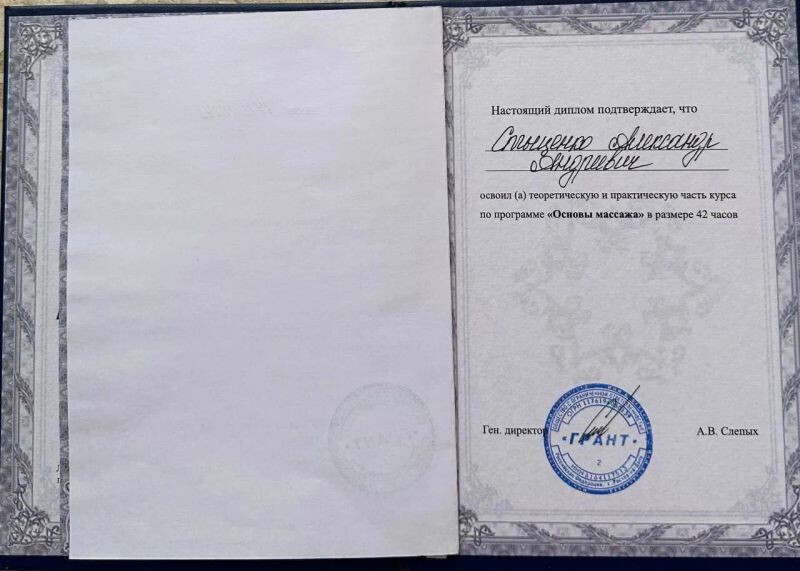 Настоящий диплом подтверждает, что
Александр
Андреевич
освоил (а) теоретическую и практическую часть курса
по программе «Основы массажа» в размере 42 часов
Ген. директор
А.В. Слепых
«ГРАНТ»
2